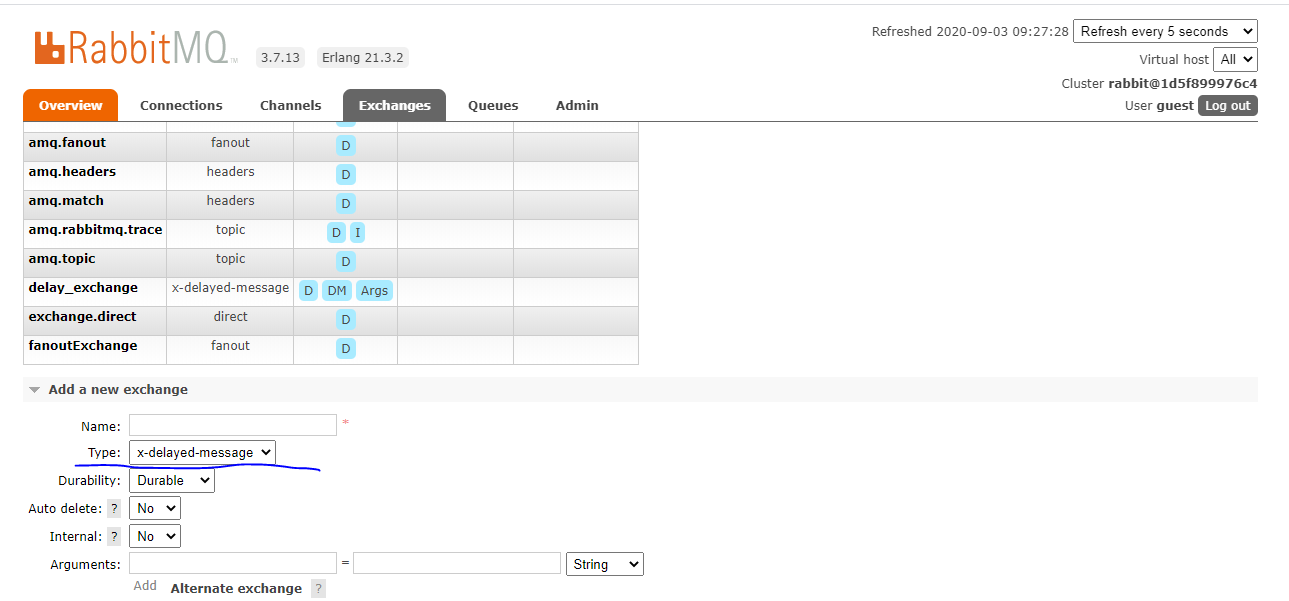 RabbitMQ TM 3.7.13 Erlang 21.3.2
Refreshed 2020-09-03 09:27:28 Refresh every 5 seconds
Virtual host All
Cluster rabbit@1d5f899976c4
User guest Log out
Overview Connections Channels Exchanges Queues Admin
amq.fanout fanout D
amq.headers headers D
amq.match headers D
amq.rabbitmq.trace topic D I
amq.topic topic D
delay_exchange x-delayed-message D DM Args
exchange.direct direct D
fanoutExchange fanout D
Add a new exchange
Name: *
Type: x-delayed-message
Durability: Durable
Auto delete: ? No
Internal: ? No
Arguments: = String
Add Alternate exchange ?